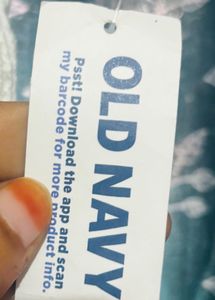 OLD NAVY
Psst! Download the app and scan
my barcode for more product info.